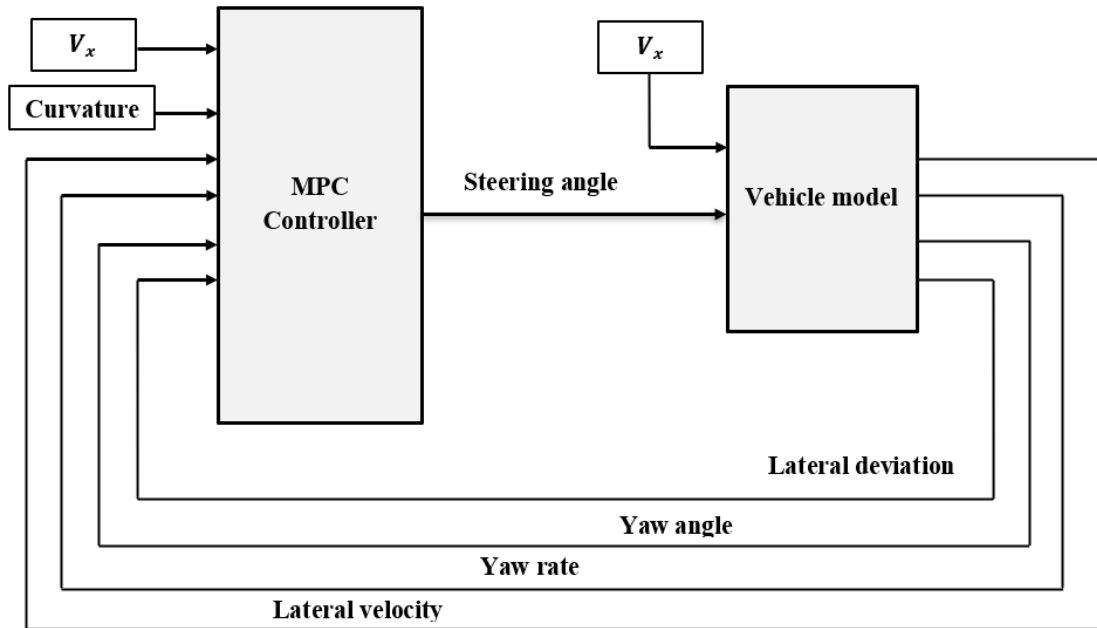 V_x
Curvature
MPC
Controller
Steering angle
V_x
Vehicle model
Lateral deviation
Yaw angle
Yaw rate
Lateral velocity